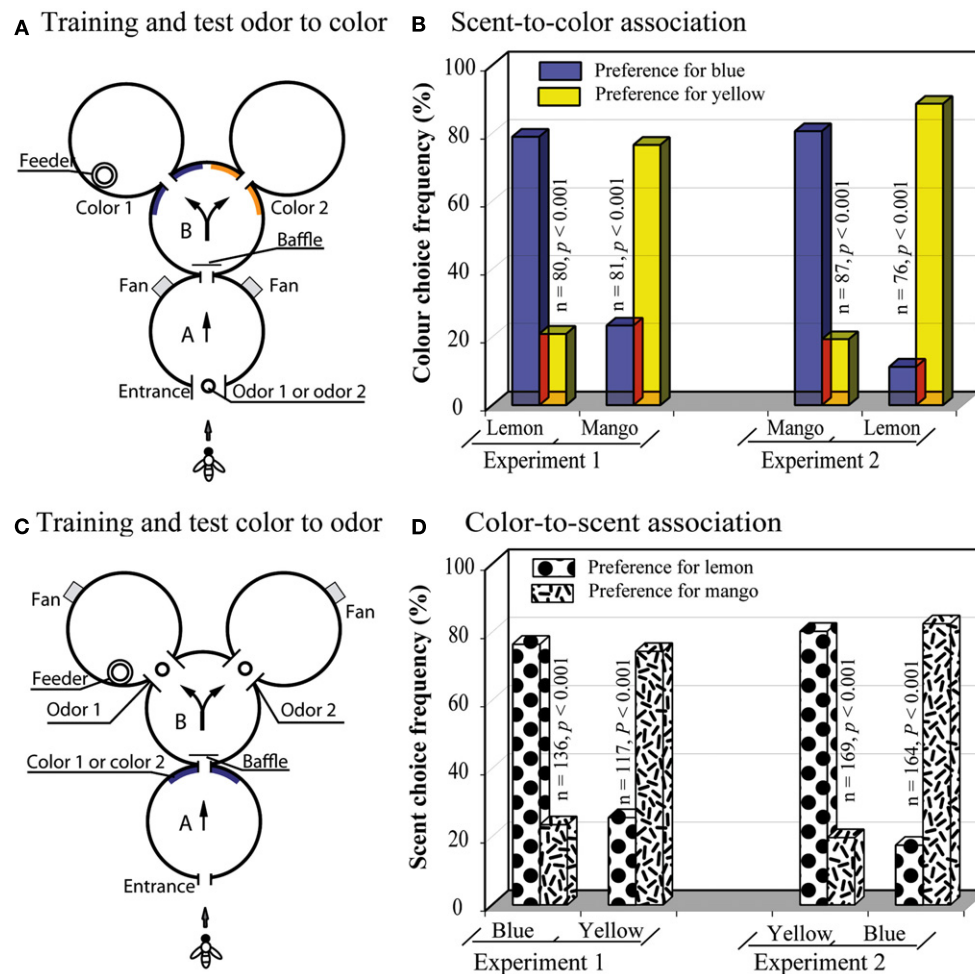 A Training and test odor to color
Feeder
Color 1
Color 2
B
Baffle
Fan
Fan
A
Entrance
Odor 1 or odor 2
B Scent-to-color association
Colour choice frequency (%)
100
80
60
40
20
0
Preference for blue
Preference for yellow
n = 80, p < 0.001
n = 81, p < 0.001
n = 87, p < 0.001
n = 76, p < 0.001
Lemon Mango
Experiment 1
Mango Lemon
Experiment 2
C Training and test color to odor
Fan
Fan
Feeder
Odor 1
B
Odor 2
Color 1 or color 2
Baffle
A
Entrance
D Color-to-scent association
Scent choice frequency (%)
100
80
60
40
20
0
Preference for lemon
Preference for mango
n = 136, p < 0.001
n = 117, P < 0.001
n = 169, p < 0.001
n = 164, P < 0.001
Blue Yellow
Experiment 1
Yellow Blue
Experiment 2